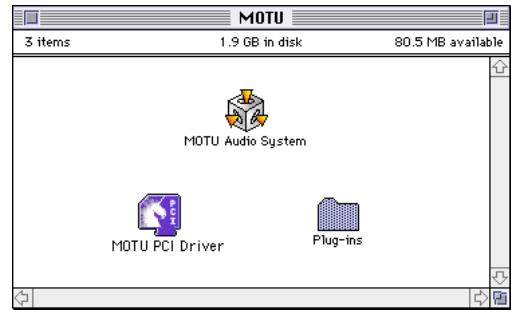 MOTU
3 items 1.9 GB in disk 80.5 MB available
MOTU Audio System
PCI
MOTU PCI Driver
Plug-ins